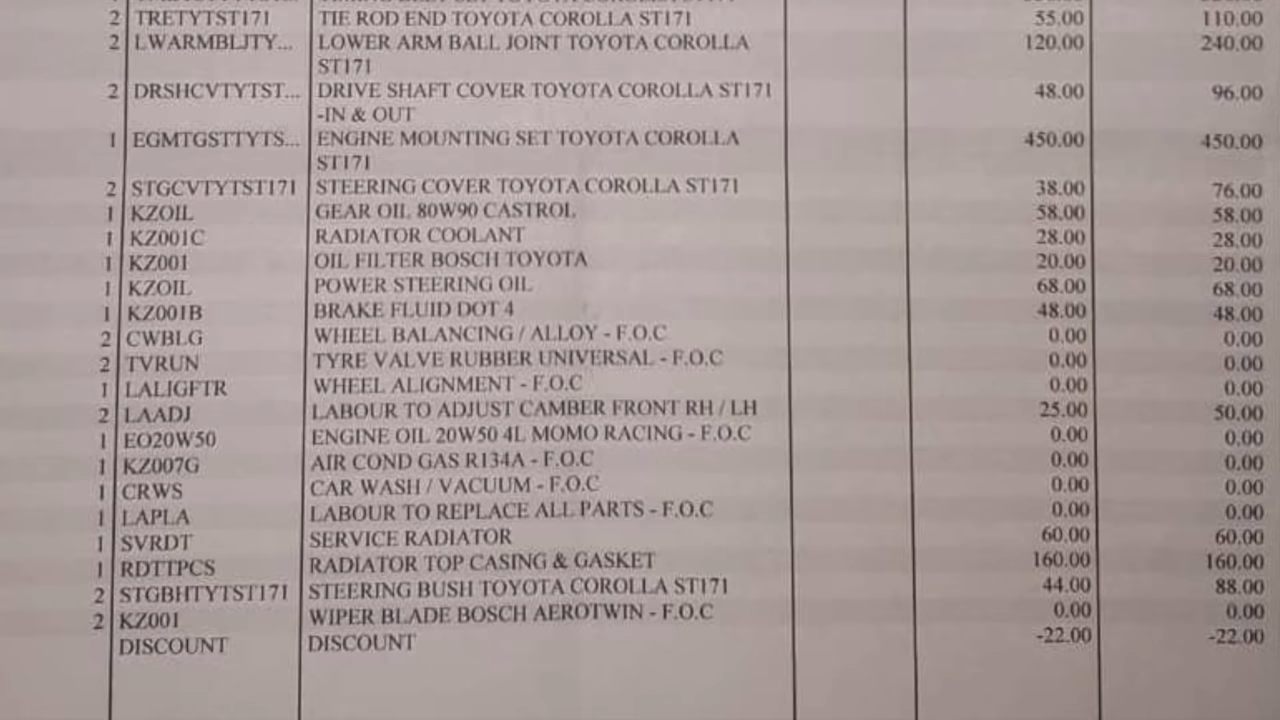 2 TRETYTST171 TIE ROD END TOYOTA COROLLA ST171 55.00 110.00
2 LWARMBLJTY... LOWER ARM BALL JOINT TOYOTA COROLLA 120.00 240.00
ST171
2 DRSHCVTYTST... DRIVE SHAFT COVER TOYOTA COROLLA ST171 48.00 96.00
-IN & OUT
1 EGMTGSTTYTS... ENGINE MOUNTING SET TOYOTA COROLLA 450.00 450.00
ST171
2 STGCVTYTST171 STEERING COVER TOYOTA COROLLA ST171 38.00 76.00
1 KZOIL GEAR OIL 80W90 CASTROL 58.00 58.00
1 KZ001C RADIATOR COOLANT 28.00 28.00
1 KZ001 OIL FILTER BOSCH TOYOTA 20.00 20.00
1 KZOIL POWER STEERING OIL 68.00 68.00
1 KZ001B BRAKE FLUID DOT 4 48.00 48.00
2 CWBLG WHEEL BALANCING / ALLOY - F.O.C 0.00 0.00
2 TVRUN TYRE VALVE RUBBER UNIVERSAL - F.O.C 0.00 0.00
1 LALIGFTR WHEEL ALIGNMENT - F.O.C 0.00 0.00
2 LAADJ LABOUR TO ADJUST CAMBER FRONT RH / LH 25.00 50.00
1 EO20W50 ENGINE OIL 20W50 4L MOMO RACING - F.O.C 0.00 0.00
1 KZ007G AIR COND GAS R134A - F.O.C 0.00 0.00
1 CRWS CAR WASH / VACUUM - F.O.C 0.00 0.00
1 LAPLA LABOUR TO REPLACE ALL PARTS - F.O.C 0.00 0.00
1 SVRDT SERVICE RADIATOR 60.00 60.00
1 RDTTPCS RADIATOR TOP CASING & GASKET 160.00 160.00
2 STGBHTYTST171 STEERING BUSH TOYOTA COROLLA ST171 44.00 88.00
2 KZ001 WIPER BLADE BOSCH AEROTWIN - F.O.C 0.00 0.00
DISCOUNT DISCOUNT -22.00 -22.00